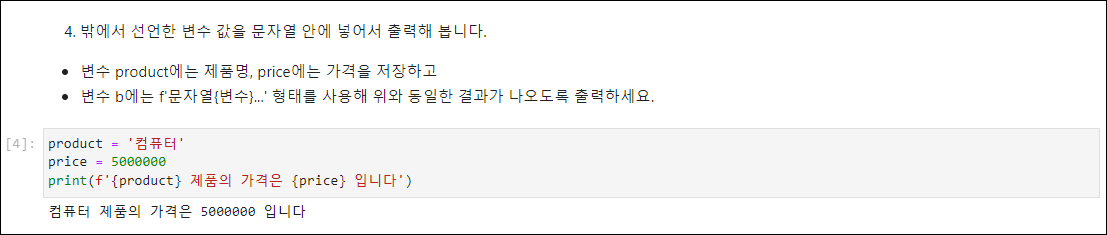 4. 밖에서 선언한 변수 값을 문자열 안에 넣어서 출력해 봅니다.
• 변수 product에는 제품명, price에는 가격을 저장하고
• 변수 b에는 f'문자열{변수}...' 형태를 사용해 위와 동일한 결과가 나오도록 출력하세요.
[4]: product = '컴퓨터'
price = 5000000
print(f'{product} 제품의 가격은 {price} 입니다')
컴퓨터 제품의 가격은 5000000 입니다